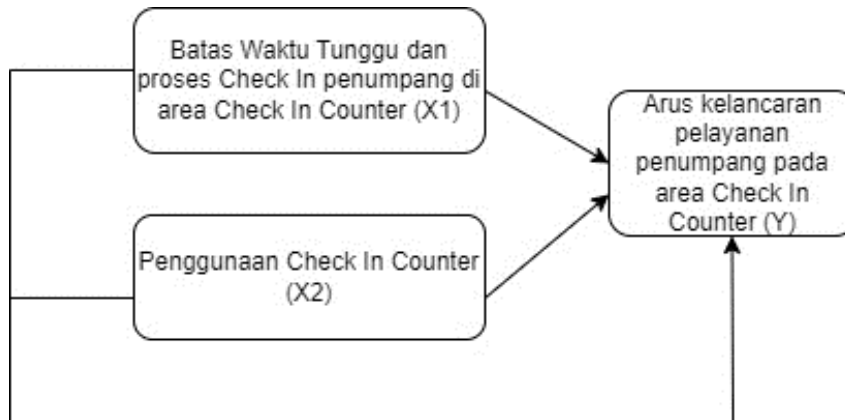 Batas Waktu Tunggu dan
proses Check In penumpang di
area Check In Counter (X1)
Arus kelancaran
pelayanan
penumpang pada
area Check In
Counter (Y)
Penggunaan Check In Counter
(X2)